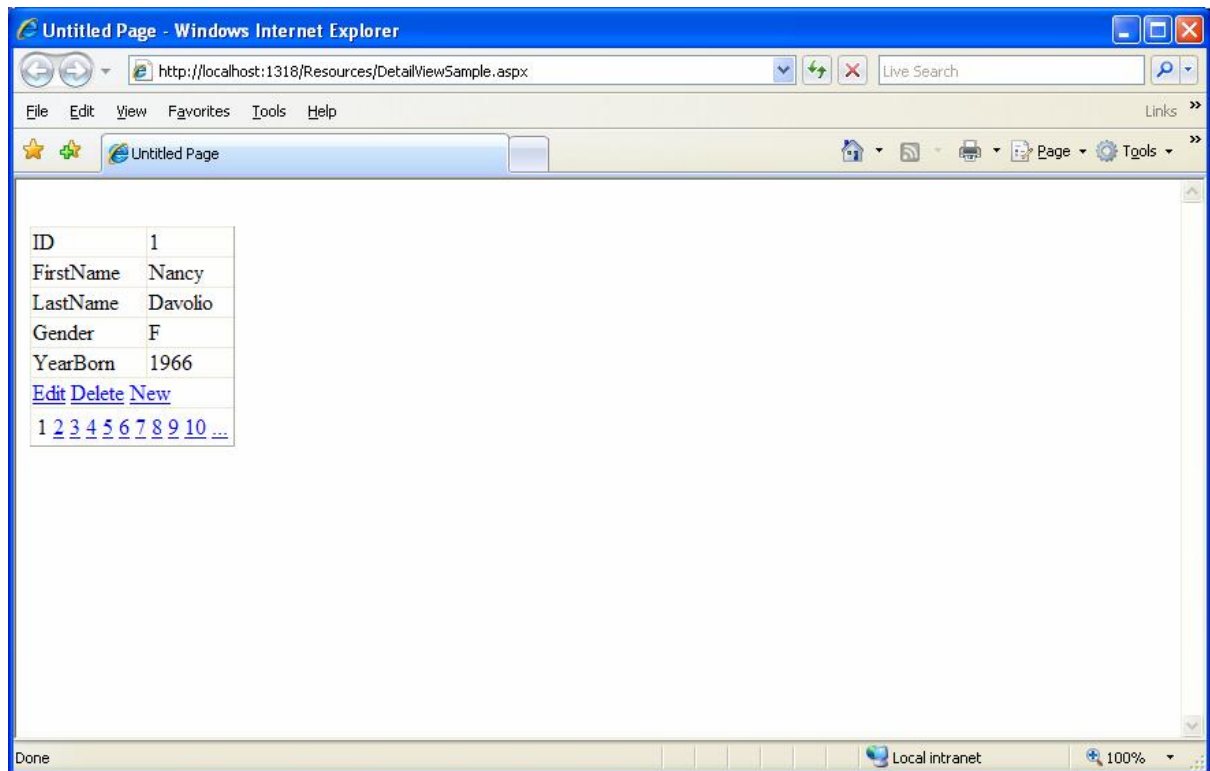 Untitled Page - Windows Internet Explorer
http://localhost:1318/Resources/DetailViewSample.aspx
Live Search
File Edit View Favorites Tools Help
Links »
Untitled Page
Page Tools »
ID 1
FirstName Nancy
LastName Davolio
Gender F
YearBorn 1966
Edit Delete New
1 2 3 4 5 6 7 8 9 10 ...
Done
Local intranet
100%